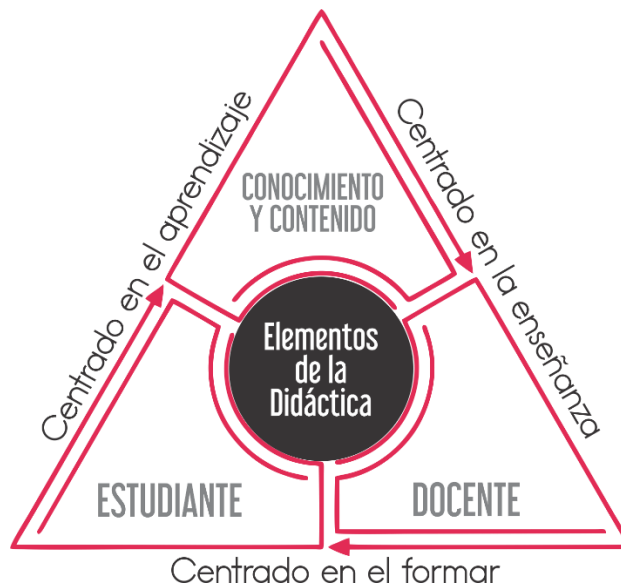 Centrado en el aprendizaje
Centrado en la enseñanza
CONOCIMIENTO
Y CONTENIDO
Elementos
de la
Didáctica
ESTUDIANTE
DOCENTE
Centrado en el formar